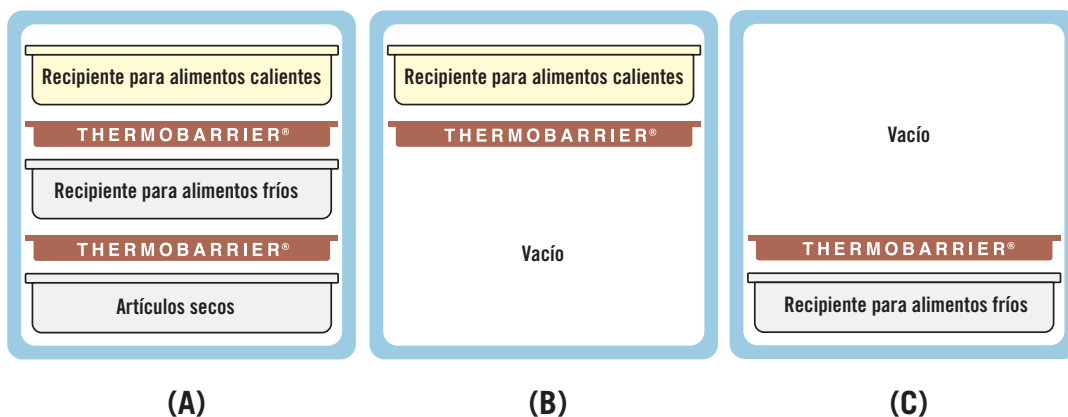 Recipiente para alimentos calientes
THERMOBARRIER®
Recipiente para alimentos fríos
THERMOBARRIER®
Artículos secos
(A)
Recipiente para alimentos calientes
THERMOBARRIER®
Vacío
(B)
Vacío
THERMOBARRIER®
Recipiente para alimentos fríos
(C)